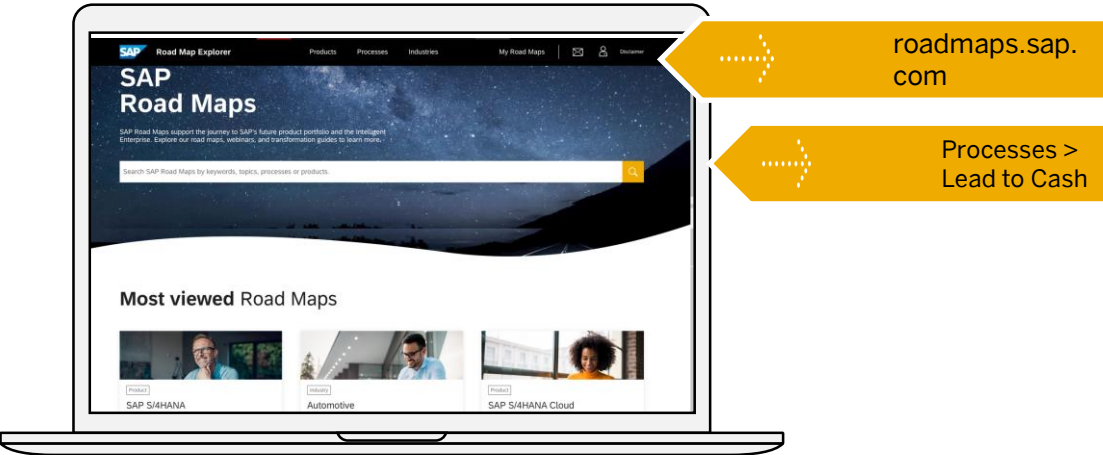 SAP Road Map Explorer Products Processes Industries My Road Maps Disclaimer
SAP
Road Maps
SAP Road Maps support the journey to SAP's future product portfolio and the Intelligent
Enterprise. Explore our road maps, webinars, and transformation guides to learn more.
Search SAP Road Maps by keywords, topics, processes or products.
Most viewed Road Maps
Product
SAP S/4HANA
Industry
Automotive
Product
SAP S/4HANA Cloud
roadmaps.sap.
com
Processes >
Lead to Cash